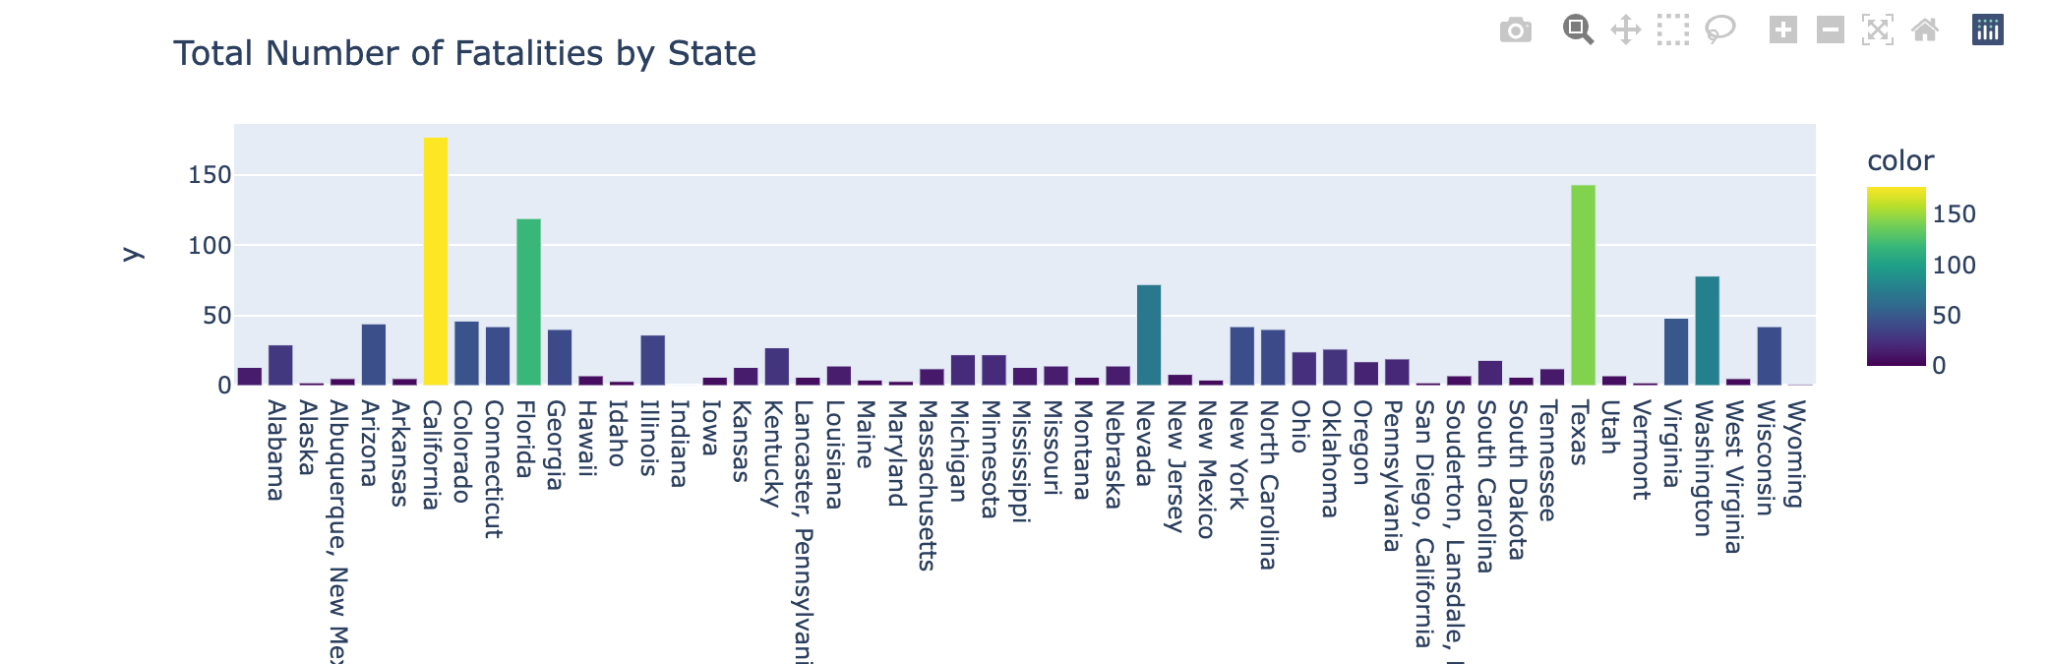 Total Number of Fatalities by State
color
150
100
50
0
y
150
100
50
0
Alabama
Alaska
Albuquerque, New Mex
Arizona
Arkansas
California
Colorado
Connecticut
Florida
Georgia
Hawaii
Idaho
Illinois
Indiana
Iowa
Kansas
Kentucky
Lancaster, Pennsylvani
Louisiana
Maine
Maryland
Massachusetts
Michigan
Minnesota
Mississippi
Missouri
Montana
Nebraska
Nevada
New Jersey
New Mexico
New York
North Carolina
Ohio
Oklahoma
Oregon
Pennsylvania
San Diego, California
Souderton, Lansdale,
South Carolina
South Dakota
Tennessee
Texas
Utah
Vermont
Virginia
Washington
West Virginia
Wisconsin
Wyoming